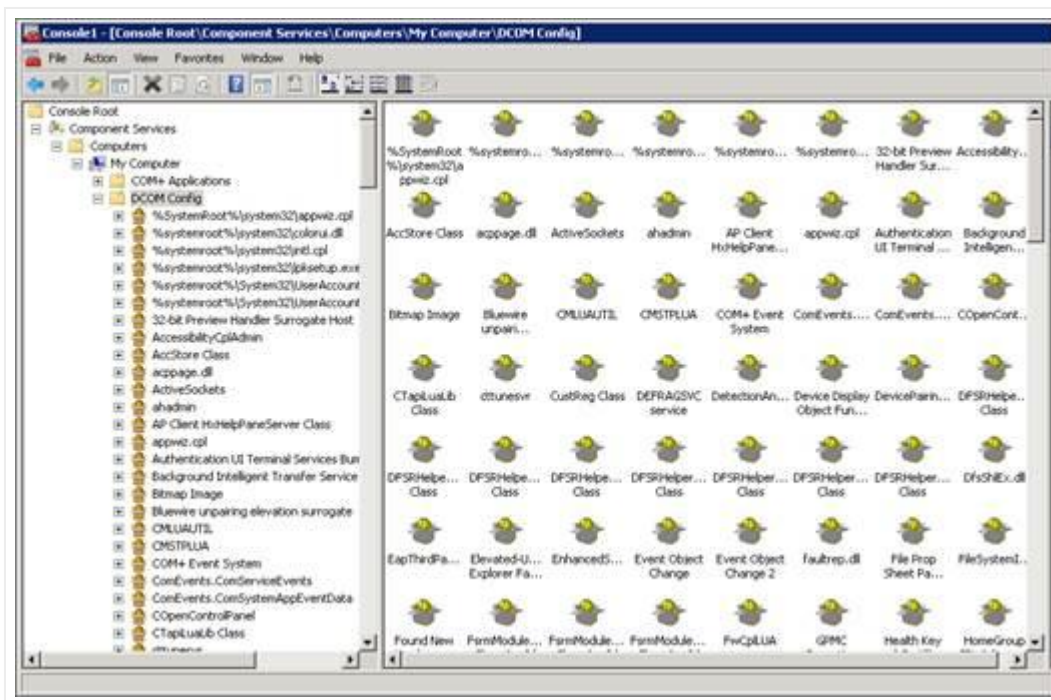 Console1 - [Console Root\Component Services\Computers\My Computer\DCOM Config]
File Action View Favorites Window Help
Console Root
Component Services
Computers
My Computer
COM+ Applications
DCOM Config
%SystemRoot%\system32\appwiz.cpl
%systemroot%\system32\colorui.dll
%systemroot%\system32\intl.cpl
%systemroot%\system32\lpksetup.exe
%systemroot%\System32\UserAccount
%systemroot%\System32\UserAccount
32-bit Preview Handler Surrogate Host
AccessibilityCplAdmin
AccStore Class
acppage.dll
ActiveSockets
ahadmin
AP Client HxHelpPaneServer Class
appwiz.cpl
Authentication UI Terminal Services Bun
Background Intelligent Transfer Service
Bitmap Image
Bluewire unpairing elevation surrogate
CMLUAUTIL
CMSTPLUA
COM+ Event System
ComEvents.ComServiceEvents
ComEvents.ComSystemAppEventData
COpenControlPanel
CTapiLuaLib Class
%SystemRoot %systemro... %systemro... %systemro... %systemro... %systemro... 32-bit Preview Accessibility...
%\system32\a Handler Sur...
ppwiz.cpl
AccStore Class acppage.dll ActiveSockets ahadmin AP Client appwiz.cpl Authentication Background
HxHelpPane... UI Terminal ... Intelligen...
Bitmap Image Bluewire CMLUAUTIL CMSTPLUA COM+ Event ComEvents.... ComEvents.... COpenCont...
unpairi... System
CTapiLuaLib dttunesvr CustReg Class DEFRAGSVC DetectionAn... Device Display DevicePairin... DFSRHelpe...
Class service Object Fun... Class
DFSRHelpe... DFSRHelpe... DFSRHelpe... DFSRHelper... DFSRHelper... DFSRHelper... DFSRHelper... DfsShlEx.dll
Class Class Class Class Class Class Class
EapThirdPa... Elevated-U... EnhancedS... Event Object Event Object faultrep.dll File Prop FileSystemI...
Explorer Fa... Change Change 2 Sheet Pa...
Found New FsrmModule... FsrmModule... FsrmModule... FwCplLUA GPMC Health Key HomeGroup